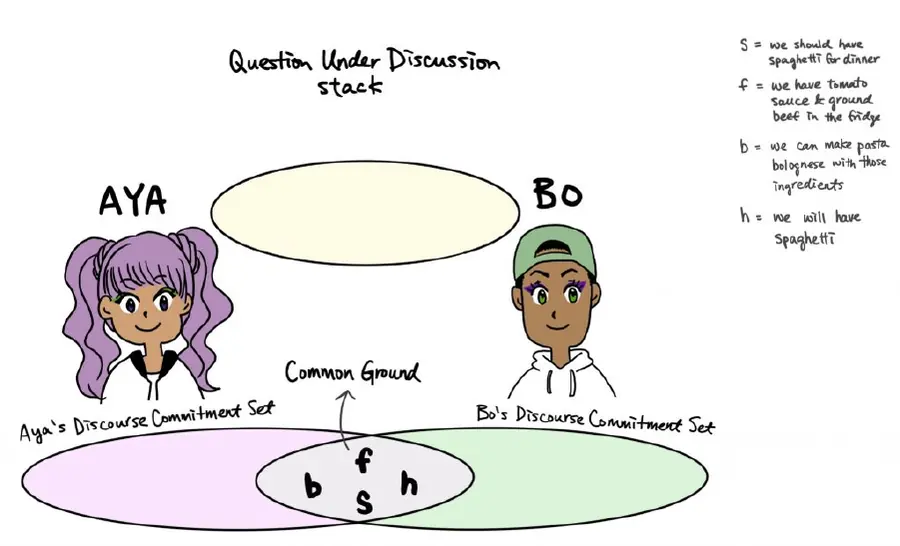 Question Under Discussion
stack
AYA
BO
Common Ground
Aya's Discourse Commitment Set
Bo's Discourse Commitment Set
f
b
h
S
S = we should have
spaghetti for dinner
f = we have tomato
sauce & ground
beef in the fridge
b = we can make pasta
bolognese with those
ingredients
h = we will have
spaghetti